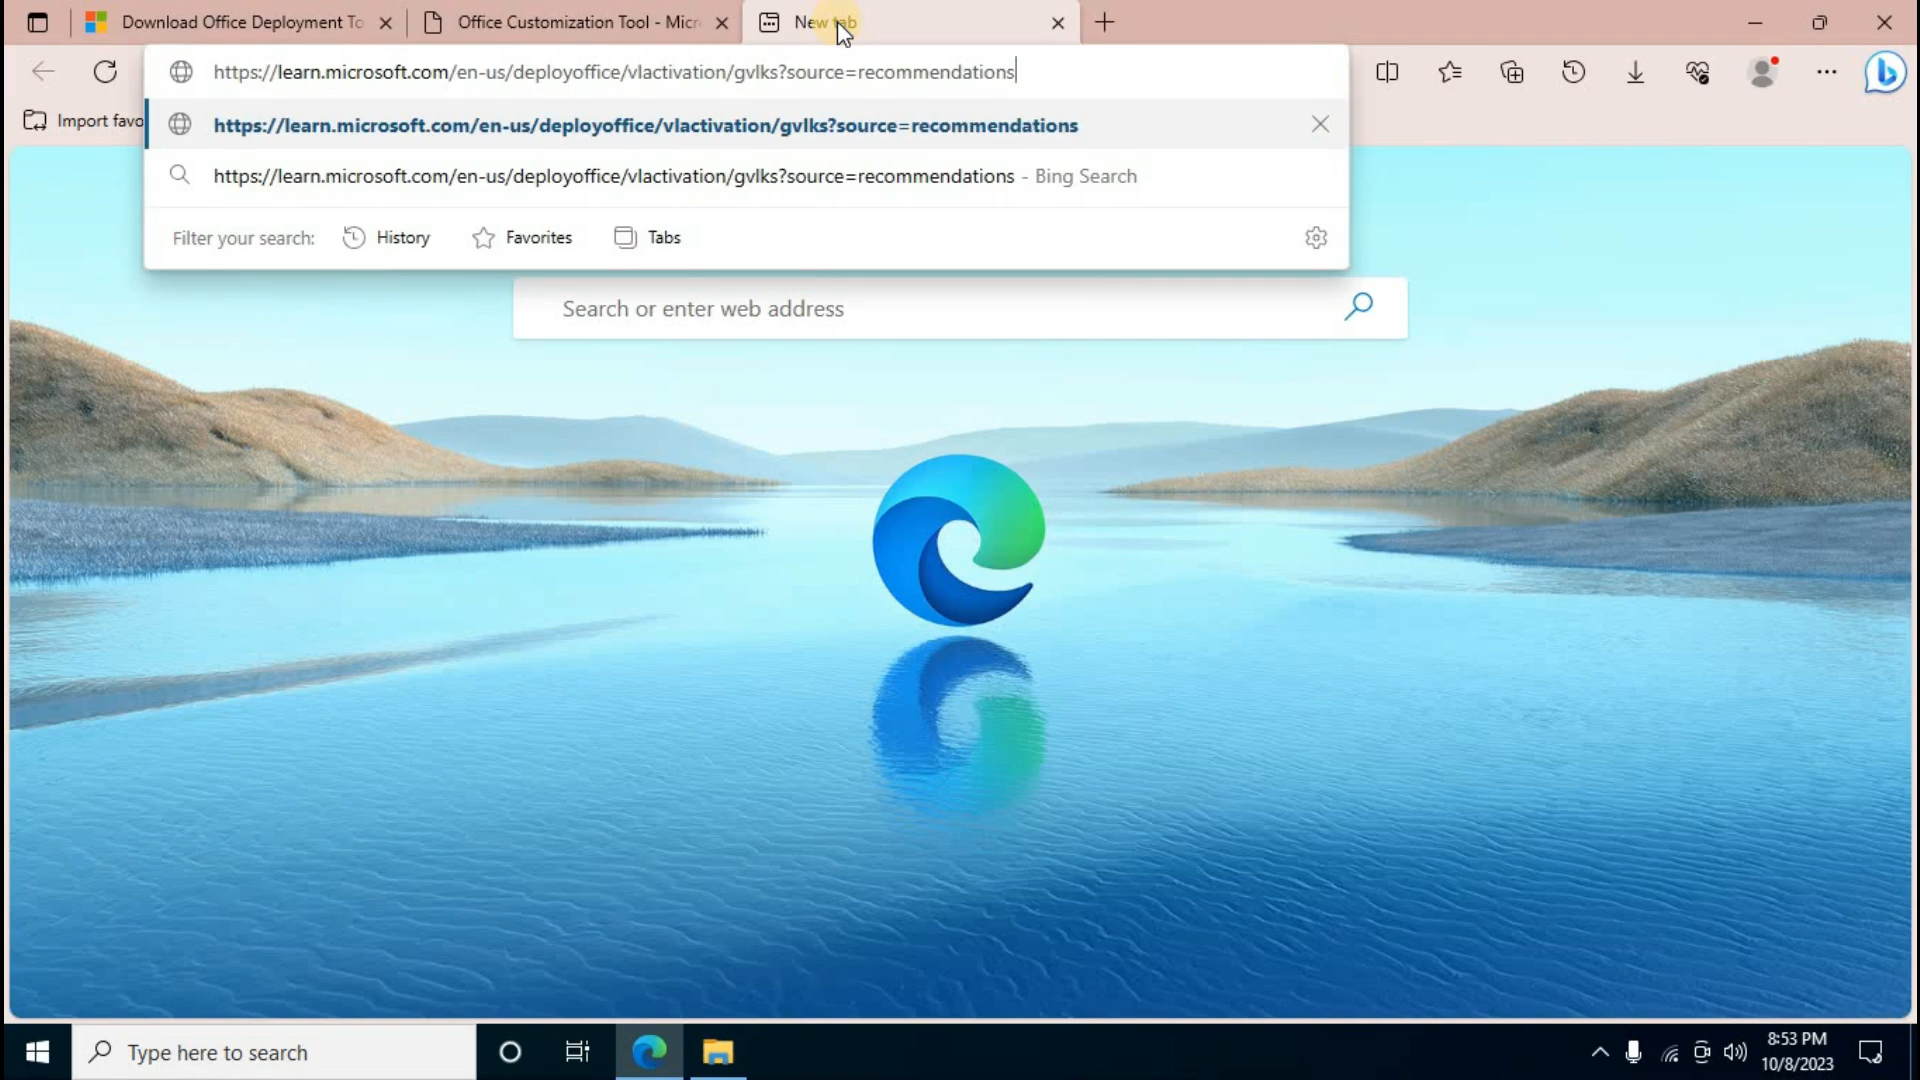 Download Office Deployment To
Office Customization Tool - Micr
New tab
https://learn.microsoft.com/en-us/deployoffice/vlactivation/gvlks?source=recommendations
Import favo
https://learn.microsoft.com/en-us/deployoffice/vlactivation/gvlks?source=recommendations
https://learn.microsoft.com/en-us/deployoffice/vlactivation/gvlks?source=recommendations - Bing Search
Filter your search: History Favorites Tabs
Search or enter web address
Type here to search
8:53 PM
10/8/2023